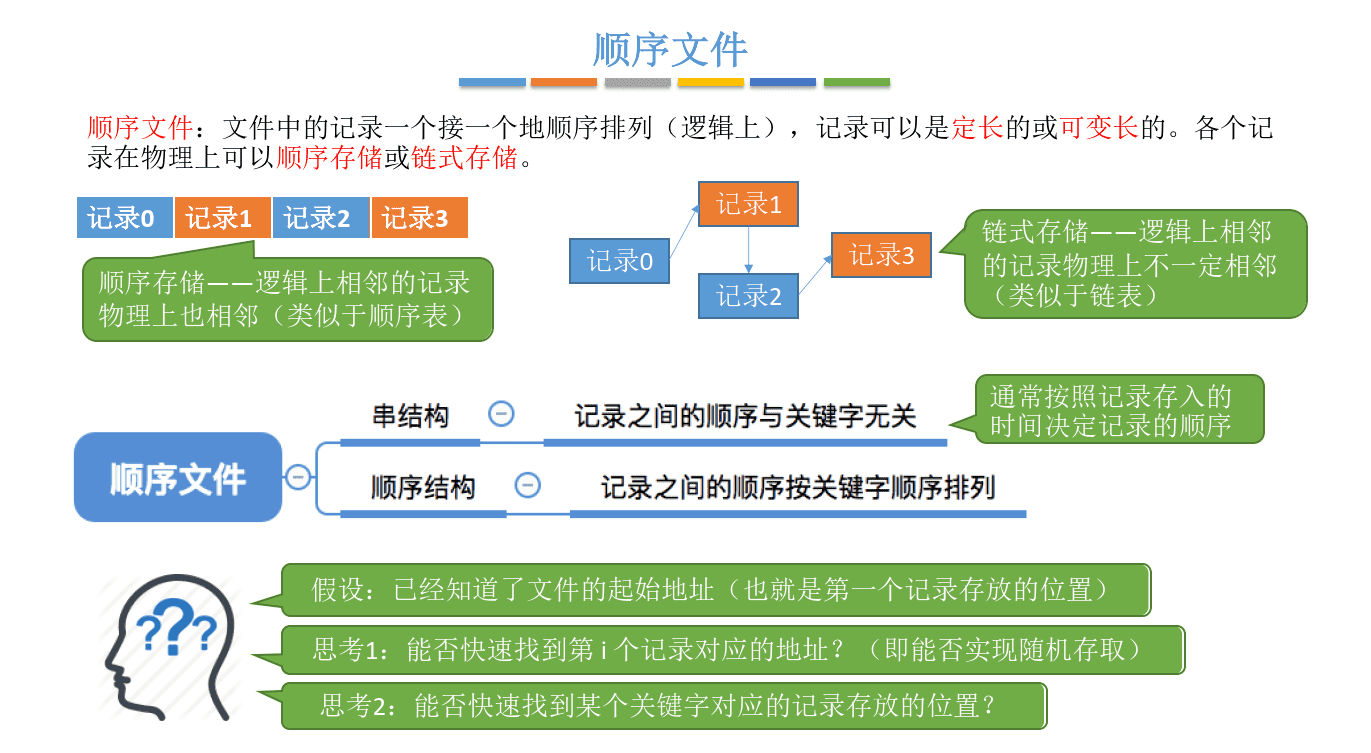 顺序文件
顺序文件：文件中的记录一个接一个地顺序排列（逻辑上），记录可以是定长的或可变长的。各个记
录在物理上可以顺序存储或链式存储。
记录0 记录1 记录2 记录3
顺序存储——逻辑上相邻的记录
物理上也相邻（类似于顺序表）
记录0
记录1
记录2
记录3
链式存储——逻辑上相邻
的记录物理上不一定相邻
（类似于链表）
顺序文件
串结构
记录之间的顺序与关键字无关
通常按照记录存入的
时间决定记录的顺序
顺序结构
记录之间的顺序按关键字顺序排列
???
假设：已经知道了文件的起始地址（也就是第一个记录存放的位置）
思考1：能否快速找到第 i 个记录对应的地址？（即能否实现随机存取）
思考2：能否快速找到某个关键字对应的记录存放的位置？